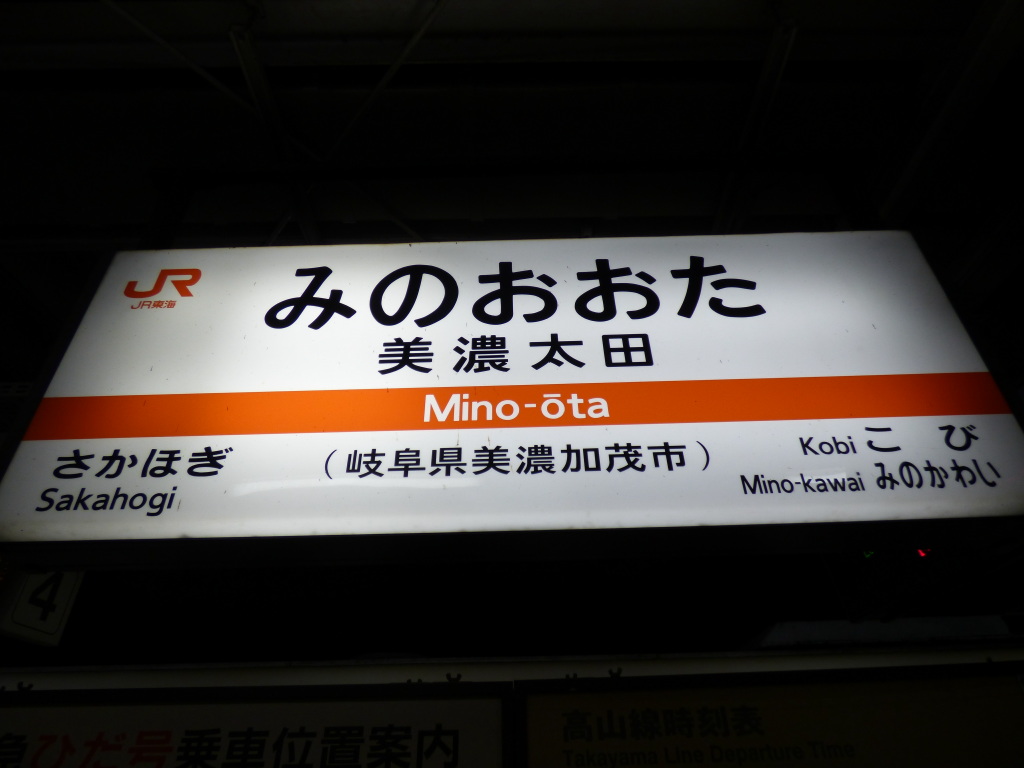 JR
JR東海
みのおおた
美濃太田
Mino-ōta
さかほぎ
Sakahogi
（岐阜県美濃加茂市）
Kobi こび
Mino-kawai みのかわい
4
急ひだ号乗車位置案内
高山線時刻表
Takayama Line Departure Time